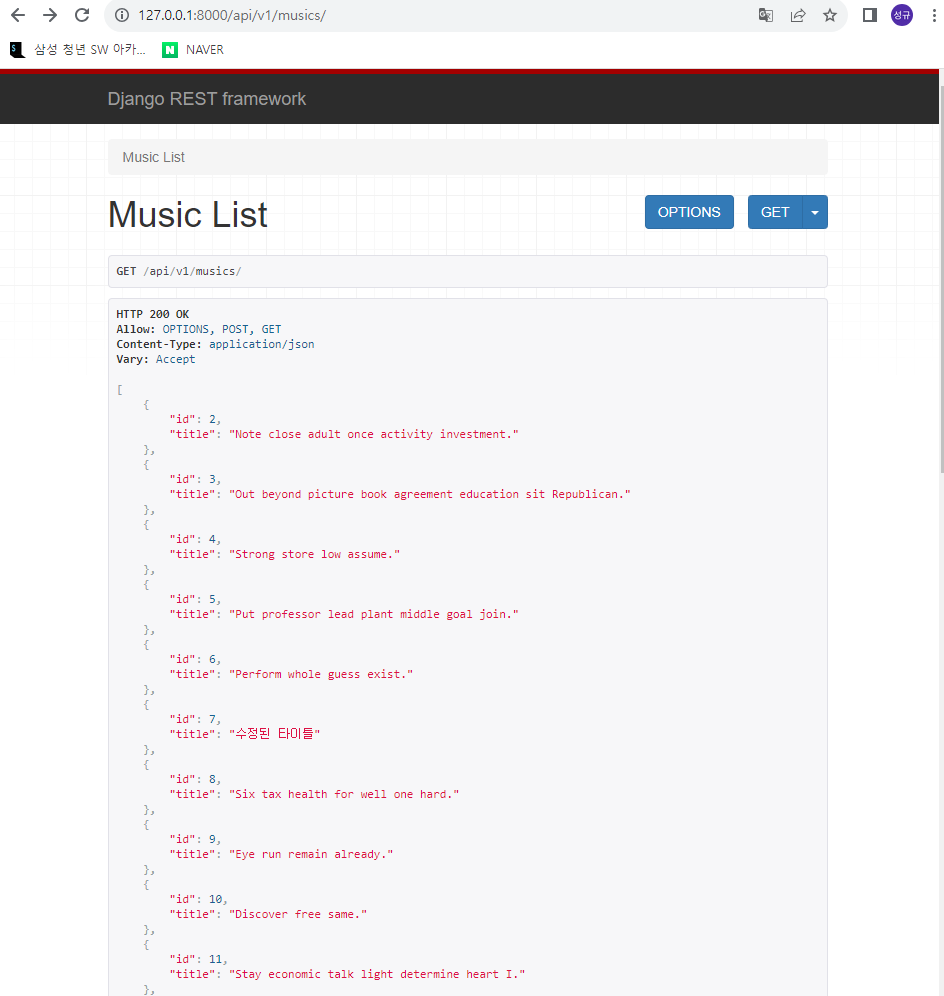 127.0.0.1:8000/api/v1/musics/
성규
삼성 청년 SW 아카...
N NAVER
Django REST framework
Music List
Music List
OPTIONS
GET
GET /api/v1/musics/
HTTP 200 OK
Allow: OPTIONS, POST, GET
Content-Type: application/json
Vary: Accept
[
{
"id": 2,
"title": "Note close adult once activity investment."
},
{
"id": 3,
"title": "Out beyond picture book agreement education sit Republican."
},
{
"id": 4,
"title": "Strong store low assume."
},
{
"id": 5,
"title": "Put professor lead plant middle goal join."
},
{
"id": 6,
"title": "Perform whole guess exist."
},
{
"id": 7,
"title": "수정된 타이틀"
},
{
"id": 8,
"title": "Six tax health for well one hard."
},
{
"id": 9,
"title": "Eye run remain already."
},
{
"id": 10,
"title": "Discover free same."
},
{
"id": 11,
"title": "Stay economic talk light determine heart I."
},